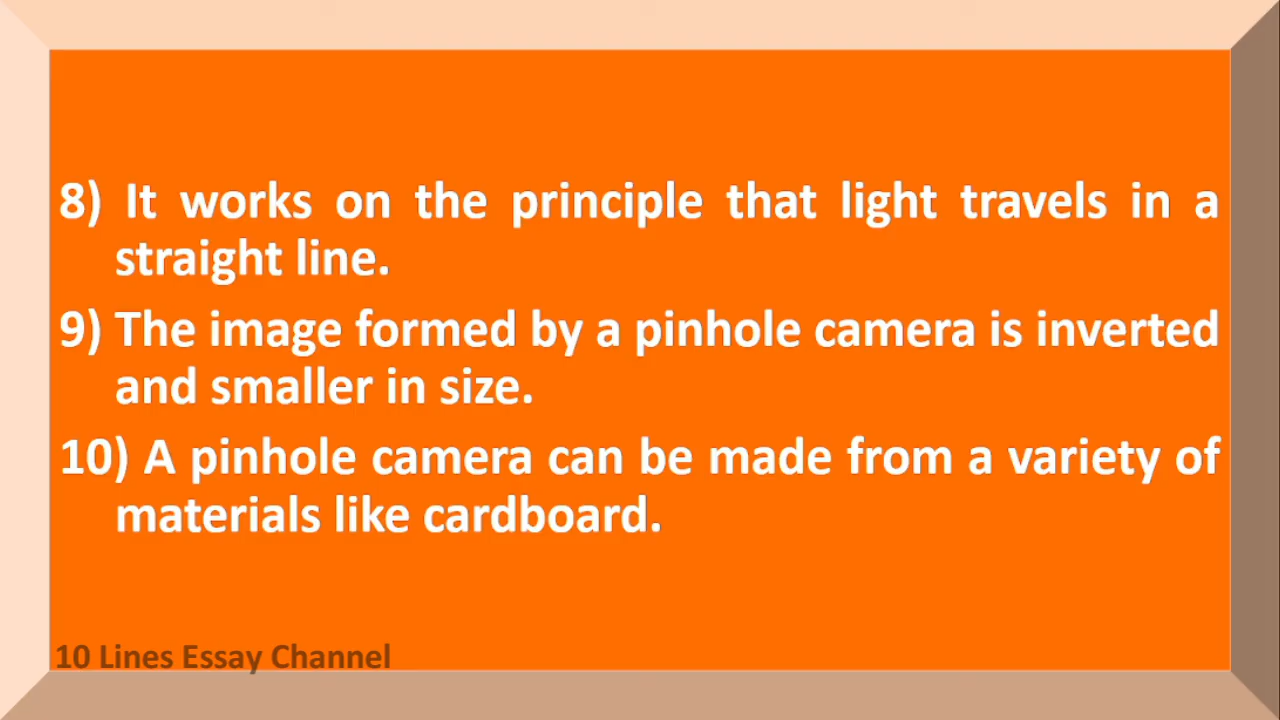 8) It works on the principle that light travels in a
straight line.
9) The image formed by a pinhole camera is inverted
and smaller in size.
10) A pinhole camera can be made from a variety of
materials like cardboard.
10 Lines Essay Channel